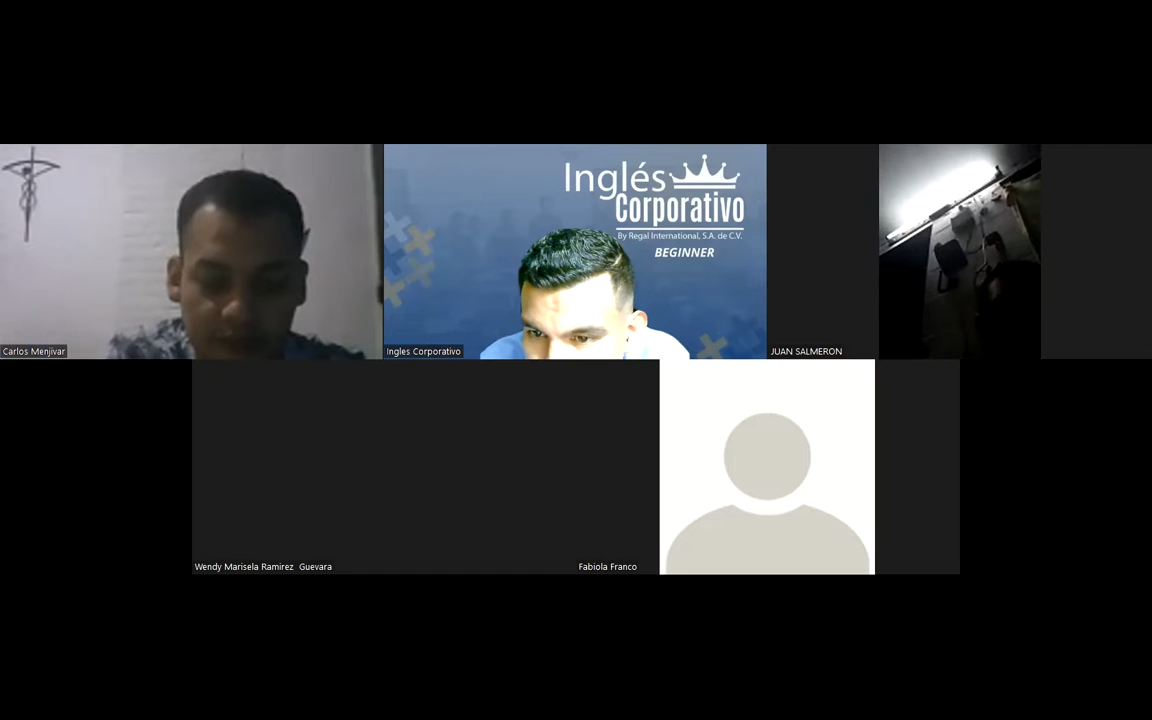 Inglés
Corporativo
By Regal International, S.A. de C.V.
BEGINNER
Carlos Menjivar
Ingles Corporativo
JUAN SALMERON
Wendy Marisela Ramirez  Guevara
Fabiola Franco